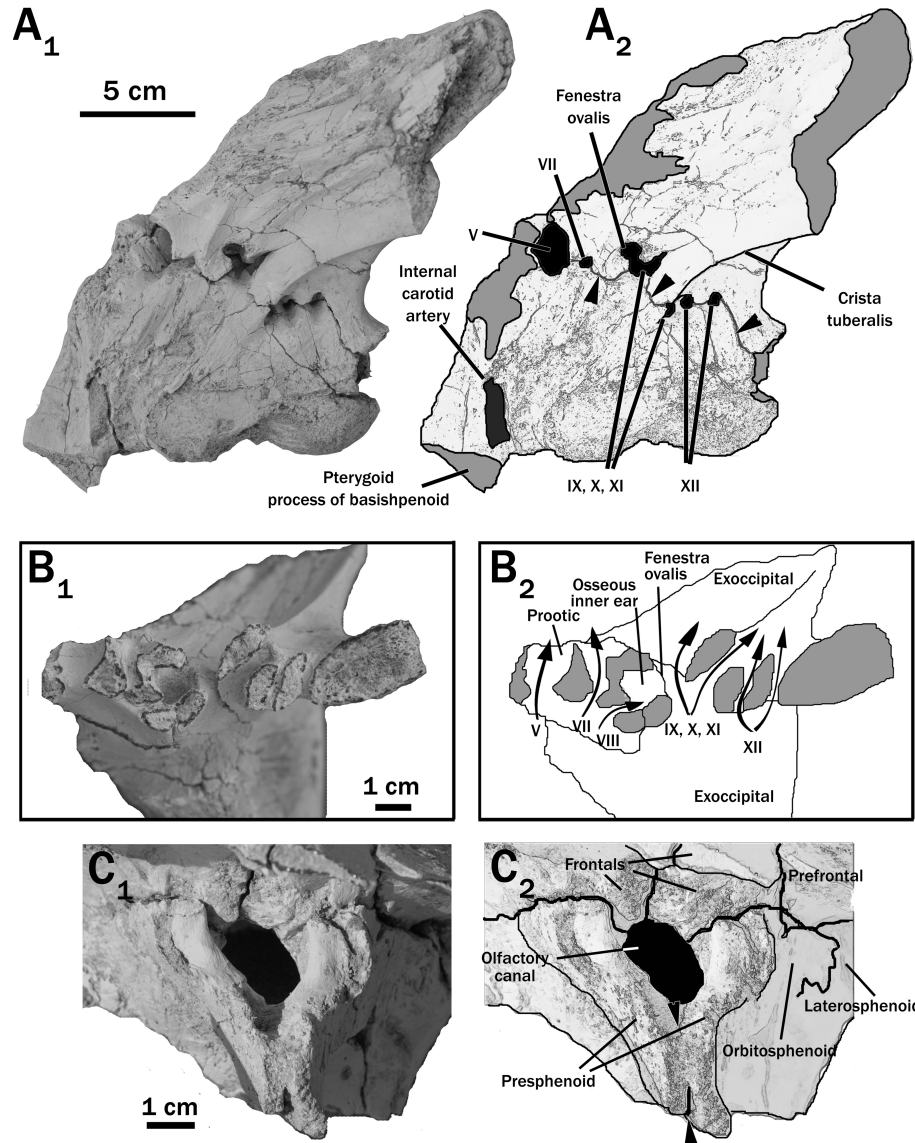 A1
5 cm
A2
Fenestra
ovalis
VII
V
Internal
carotid
artery
Crista
tuberalis
Pterygoid
process of basishpenoid
IX, X, XI
XII
B1
1 cm
B2
Fenestra
ovalis
Exoccipital
Osseous
inner ear
Prootic
V
VII
VIII
IX, X, XI
XII
Exoccipital
C1
1 cm
C2
Frontals
Prefrontal
Olfactory
canal
Laterosphenoid
Orbitosphenoid
Presphenoid